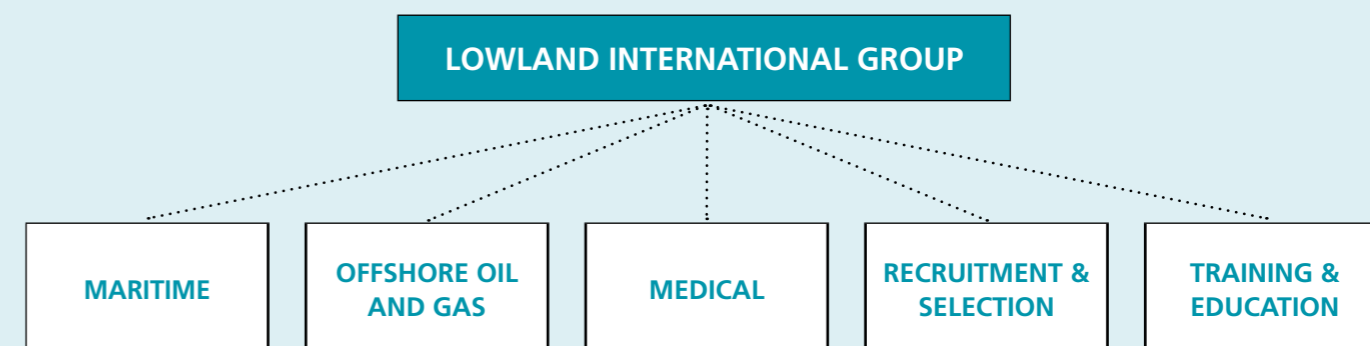 LOWLAND INTERNATIONAL GROUP
MARITIME
OFFSHORE OIL
AND GAS
MEDICAL
RECRUITMENT &
SELECTION
TRAINING &
EDUCATION